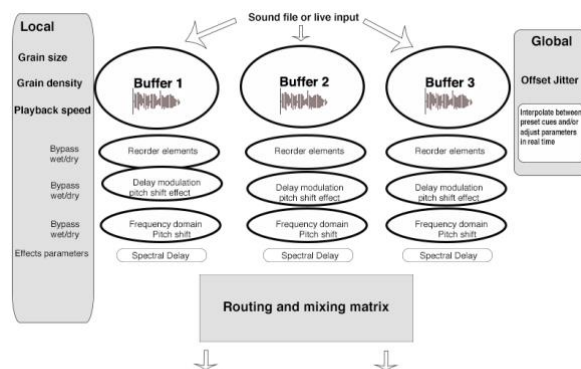 Sound file or live input
Local
Grain size
Grain density
Playback speed
Bypass
wet/dry
Bypass
wet/dry
Bypass
wet/dry
Effects parameters
Buffer 1
Reorder elements
Delay modulation
pitch shift effect
Frequency domain
Pitch shift
Spectral Delay
Buffer 2
Reorder elements
Delay modulation
pitch shift effect
Frequency domain
Pitch shift
Spectral Delay
Buffer 3
Reorder elements
Delay modulation
pitch shift effect
Frequency domain
Pitch shift
Spectral Delay
Global
Offset Jitter
Interpolate between
preset cues and/or
adjust parameters
in real time
Routing and mixing matrix